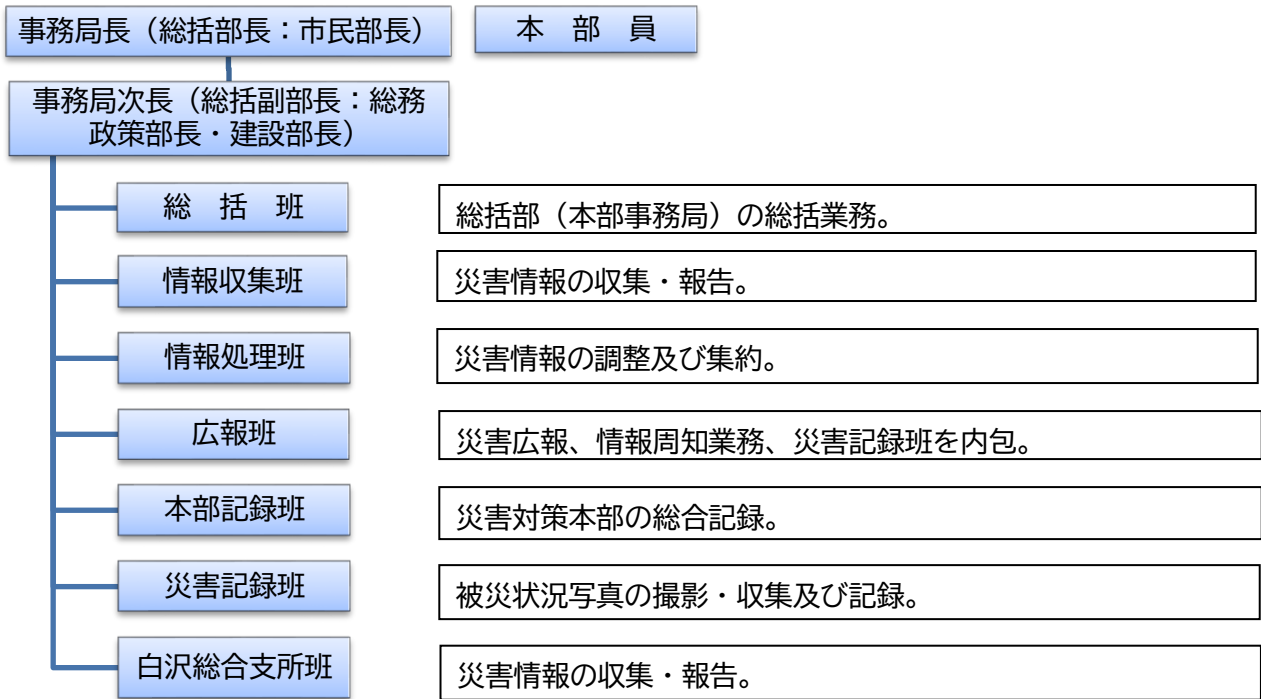 事務局長（総括部長：市民部長）
本　部　員
事務局次長（総括副部長：総務
政策部長・建設部長）
総　括　班
総括部（本部事務局）の総括業務。
情報収集班
災害情報の収集・報告。
情報処理班
災害情報の調整及び集約。
広報班
災害広報、情報周知業務、災害記録班を内包。
本部記録班
災害対策本部の総合記録。
災害記録班
被災状況写真の撮影・収集及び記録。
白沢総合支所班
災害情報の収集・報告。